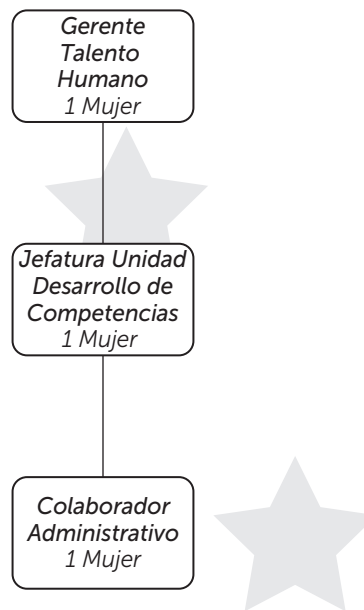 Gerente
Talento
Humano
1 Mujer
Jefatura Unidad
Desarrollo de
Competencias
1 Mujer
Colaborador
Administrativo
1 Mujer